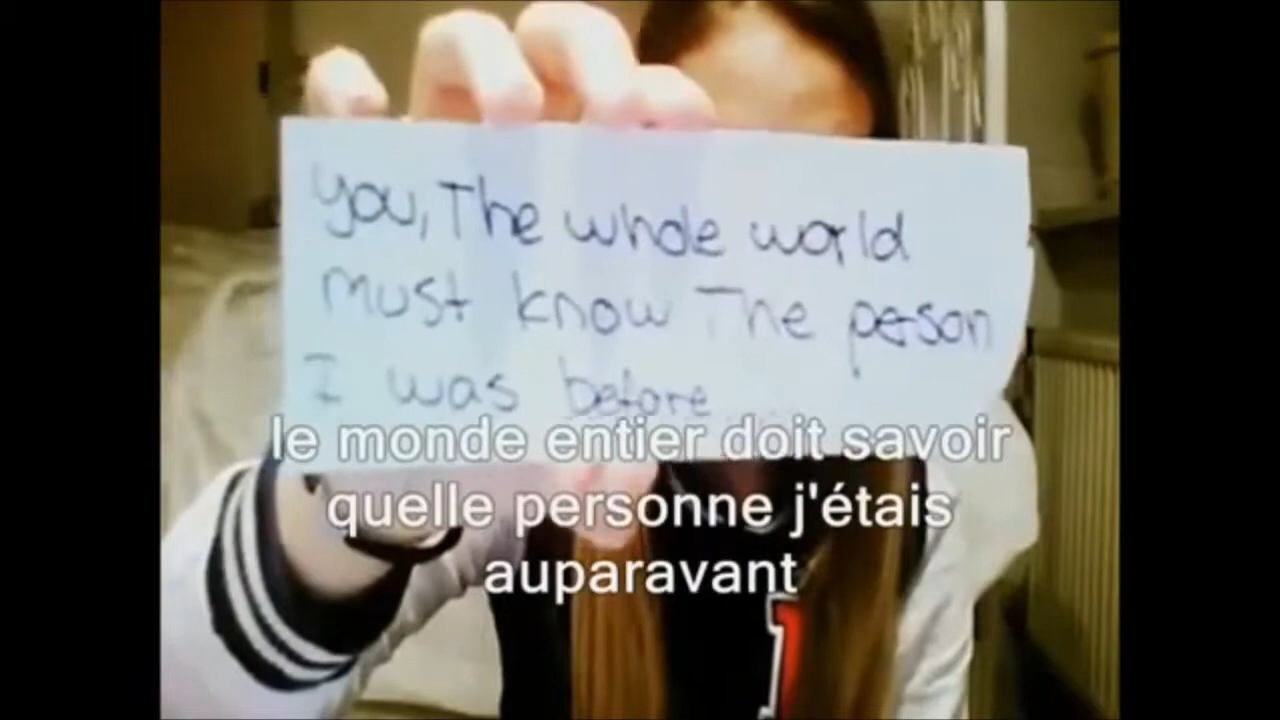 you, The whole world
must know The person
I was before....
le monde entier doit savoir
quelle personne j'étais
auparavant